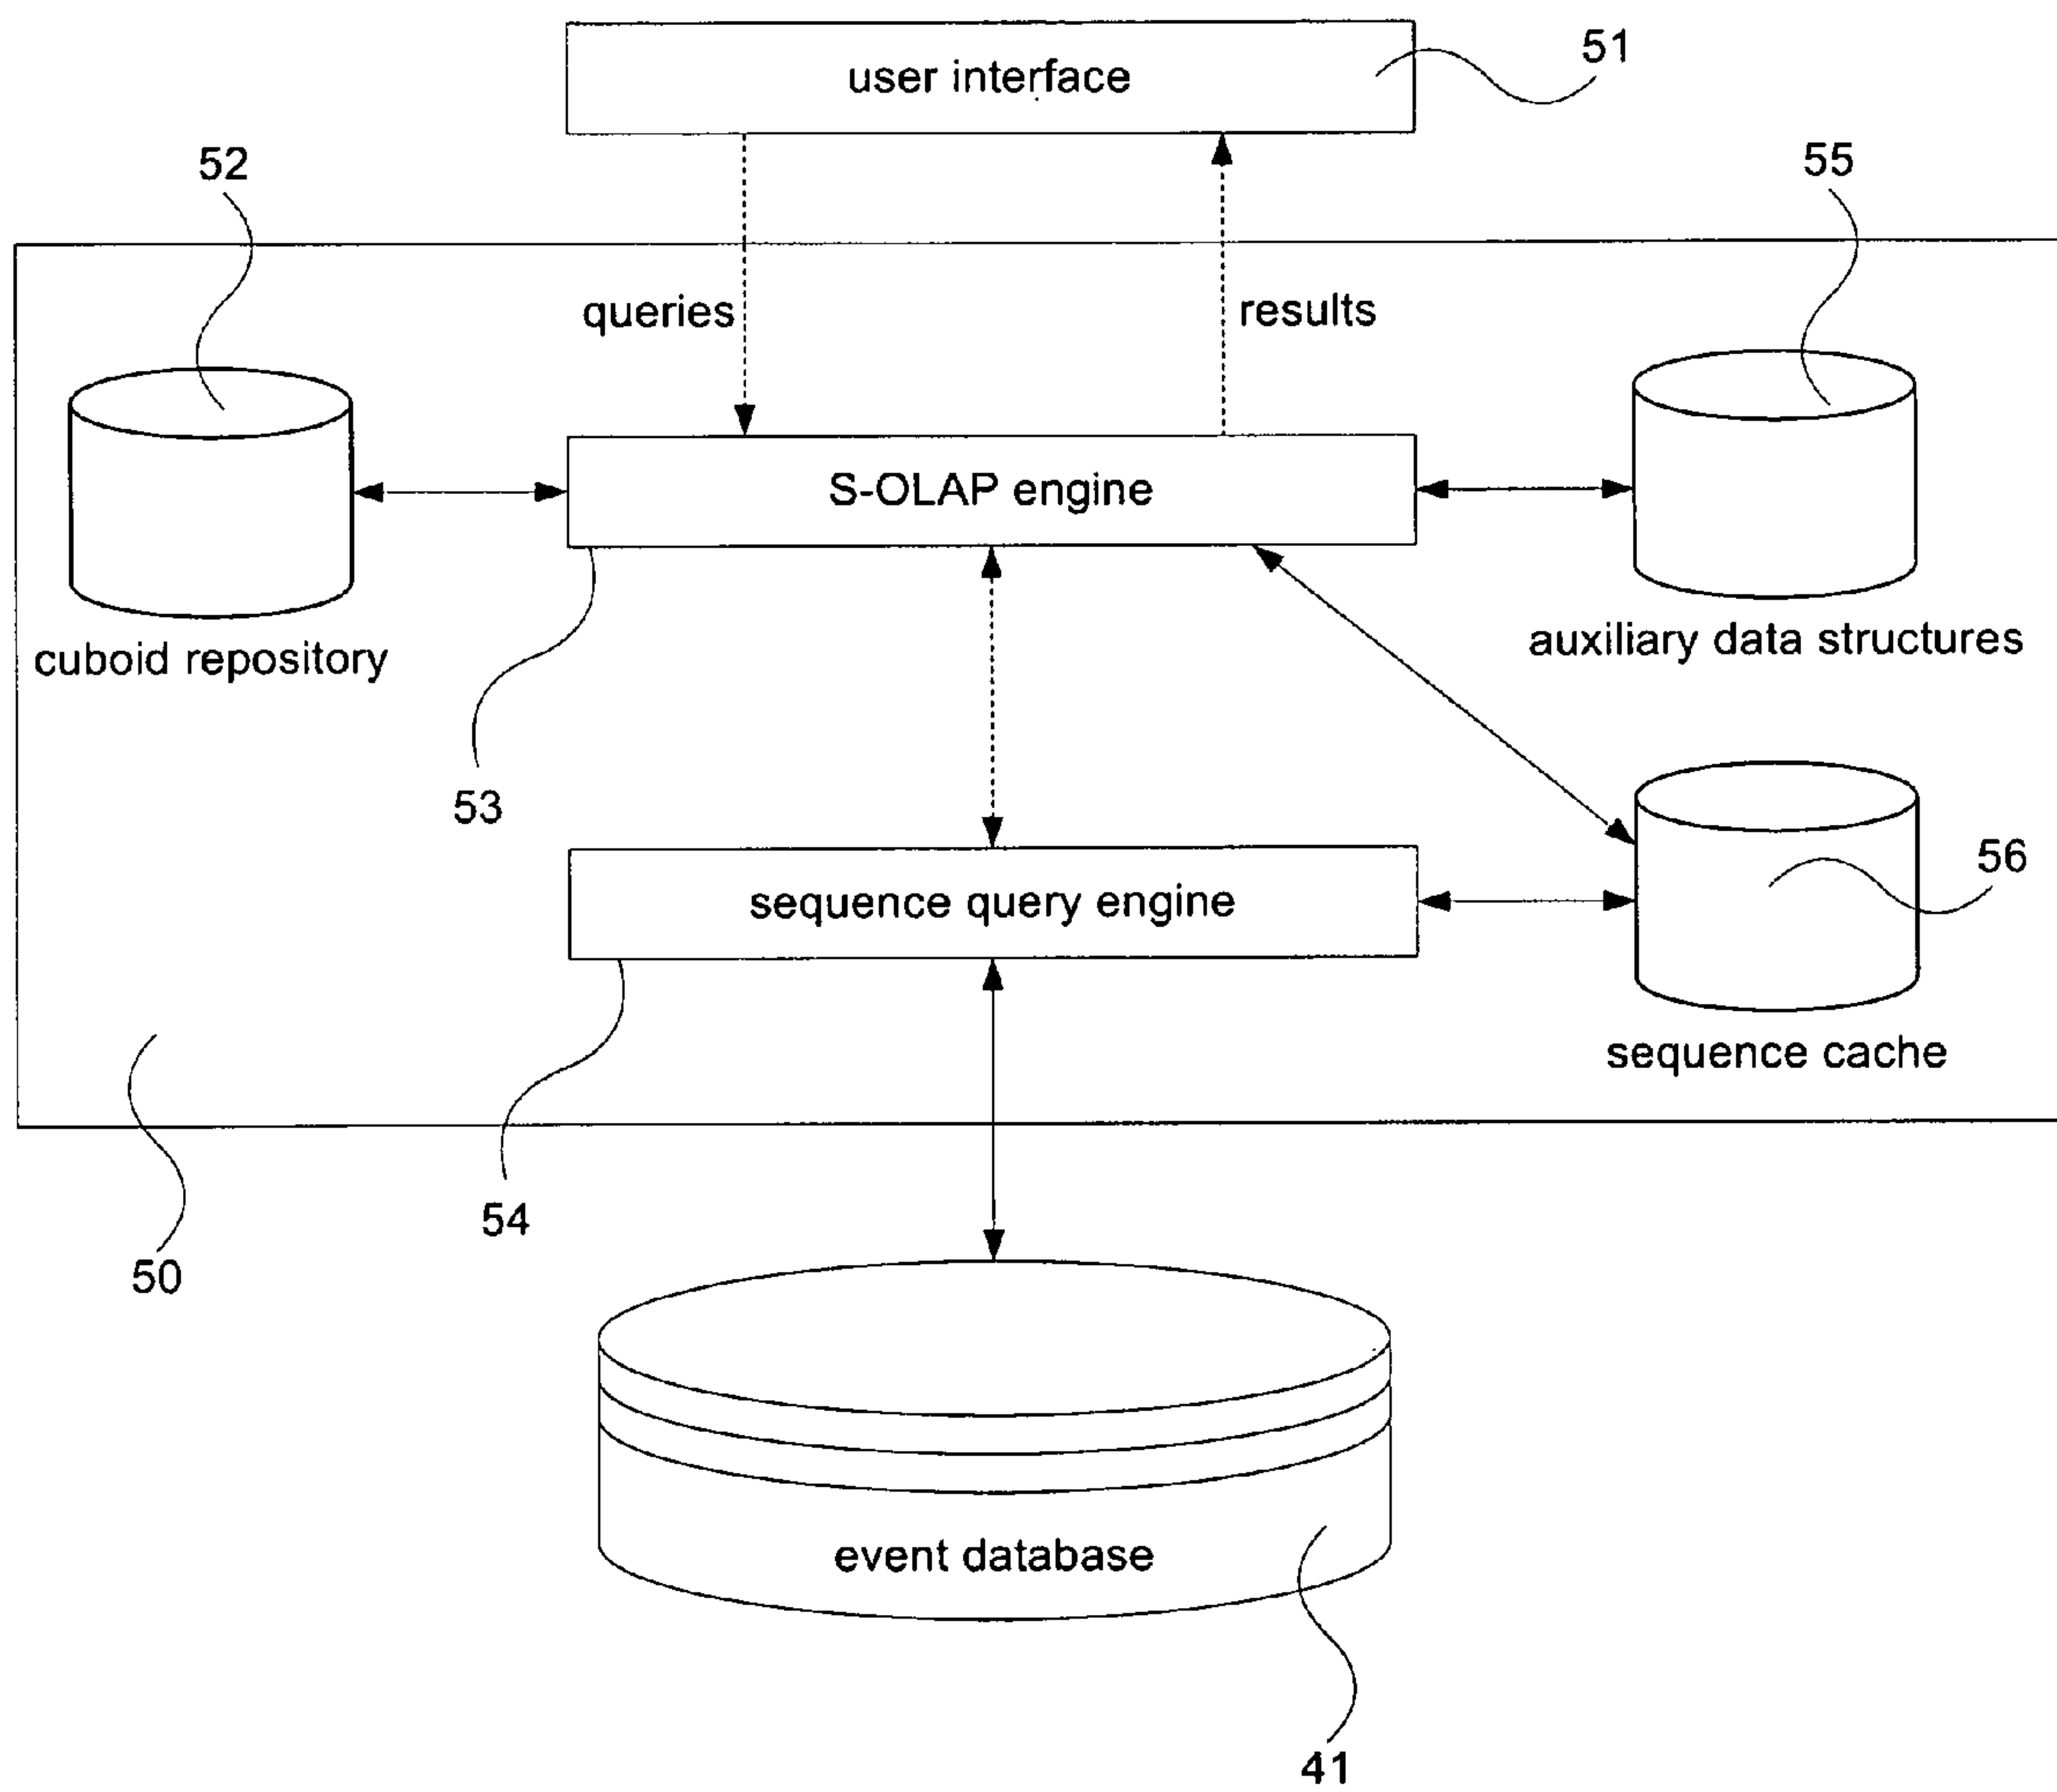 user interface
51
52
55
queries
results
S-OLAP engine
auxiliary data structures
cuboid repository
53
56
sequence query engine
sequence cache
54
50
event database
41